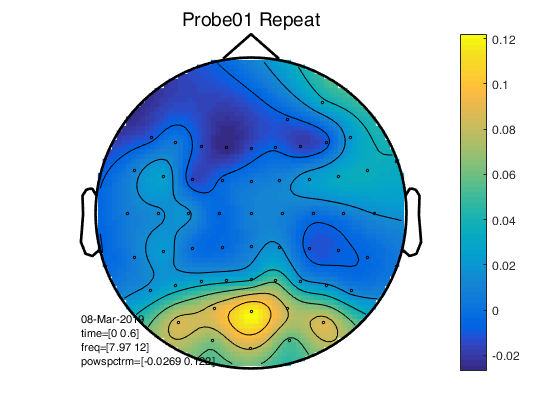 Probe01 Repeat
0.12
0.1
0.08
0.06
0.04
0.02
0
-0.02
08-Mar-2019
time=[0 0.6]
freq=[7.97 12]
powspctrm=[-0.0269 0.122]